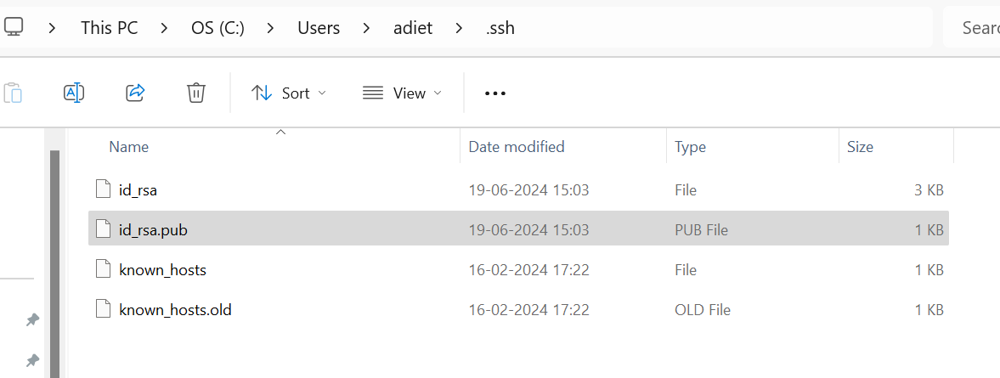 This PC > OS (C:) > Users > adiet > .ssh
Sort View
Name Date modified Type Size
id_rsa 19-06-2024 15:03 File 3 KB
id_rsa.pub 19-06-2024 15:03 PUB File 1 KB
known_hosts 16-02-2024 17:22 File 1 KB
known_hosts.old 16-02-2024 17:22 OLD File 1 KB